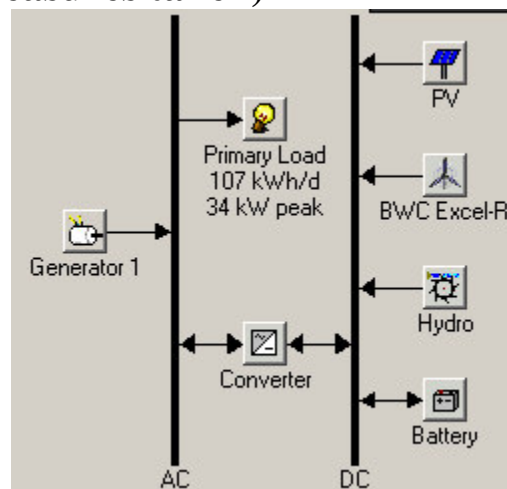 PV
Primary Load
107 kWh/d
34 kW peak
BWC Excel-R
Generator 1
Hydro
Converter
Battery
AC
DC